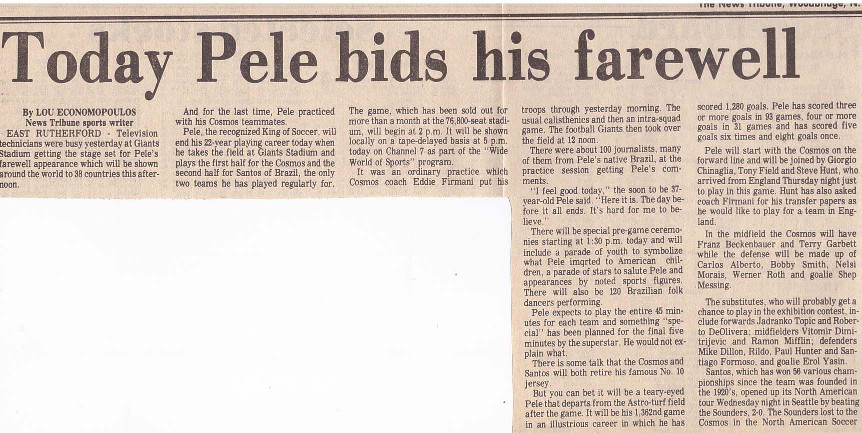 The News Tribune, Woodbridge, N.
Today Pele bids his farewell
By LOU ECONOMOPOULOS
News Tribune sports writer
EAST RUTHERFORD - Television
technicians were busy yesterday at Giants
Stadium getting the stage set for Pele's
farewell appearance which will be shown
around the world to 38 countries this after-
noon.
And for the last time, Pele practiced
with his Cosmos teammates.
Pele, the recognized King of Soccer, will
end his 22-year playing career today when
he takes the field at Giants Stadium and
plays the first half for the Cosmos and the
second half for Santos of Brazil, the only
two teams he has played regularly for.
The game, which has been sold out for
more than a month at the 76,800-seat stadi-
um, will begin at 2 p.m. It will be shown
locally on a tape-delayed basis at 5 p.m.
today on Channel 7 as part of the "Wide
World of Sports" program.
It was an ordinary practice which
Cosmos coach Eddie Firmani put his
troops through yesterday morning. The
usual calisthenics and then an intra-squad
game. The football Giants then took over
the field at 12 noon.
There were about 100 journalists, many
of them from Pele's native Brazil, at the
practice session getting Pele's com-
ments.
"I feel good today," the soon to be 37-
year-old Pele said. "Here it is. The day be-
fore it all ends. It's hard for me to be-
lieve."
There will be special pre-game ceremo-
nies starting at 1:30 p.m. today and will
include a parade of youth to symbolize
what Pele imqrted to American chil-
dren, a parade of stars to salute Pele and
appearances by noted sports figures.
There will also be 120 Brazilian folk
dancers performing.
Pele expects to play the entire 45 min-
utes for each team and something "spe-
cial" has been planned for the final five
minutes by the superstar. He would not ex-
plain what.
There is some talk that the Cosmos and
Santos will both retire his famous No. 10
jersey.
But you can bet it will be a teary-eyed
Pele that departs from the Astro-turf field
after the game. It will be his 1,362nd game
in an illustrious career in which he has
scored 1,280 goals. Pele has scored three
or more goals in 93 games, four or more
goals in 31 games and has scored five
goals six times and eight goals once.
Pele will start with the Cosmos on the
forward line and will be joined by Giorgio
Chinaglia, Tony Field and Steve Hunt, who
arrived from England Thursday night just
to play in this game. Hunt has also asked
coach Firmani for his transfer papers as
he would like to play for a team in Eng-
land.
In the midfield the Cosmos will have
Franz Beckenbauer and Terry Garbett
while the defense will be made up of
Carlos Alberto, Bobby Smith, Nelsi
Morais, Werner Roth and goalie Shep
Messing.
The substitutes, who will probably get a
chance to play in the exhibition contest, in-
clude forwards Jadranko Topic and Rober-
to DeOlivera; midfielders Vitomir Dimi-
trijevic and Ramon Mifflin; defenders
Mike Dillon, Rildo, Paul Hunter and San-
tiago Formoso, and goalie Erol Yasin.
Santos, which has won 56 various cham-
pionships since the team was founded in
the 1920's, opened up its North American
tour Wednesday night in Seattle by beating
the Sounders, 2-0. The Sounders lost to the
Cosmos in the North American Soccer